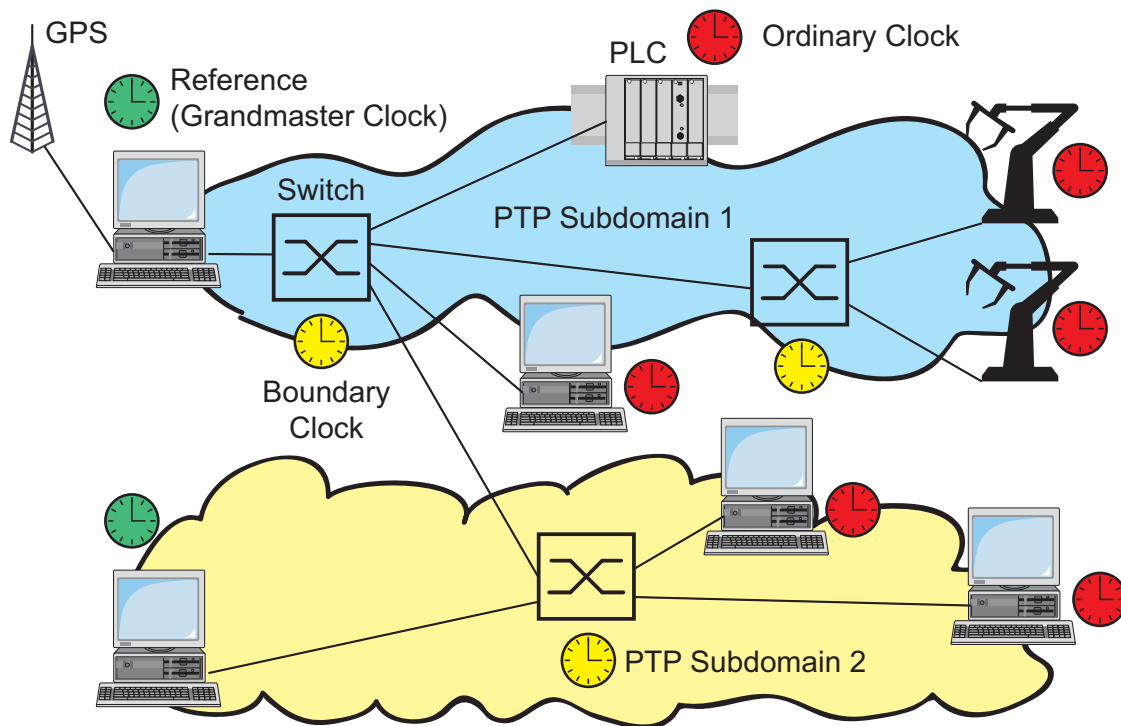 GPS
PLC
Ordinary Clock
Reference
(Grandmaster Clock)
Switch
PTP Subdomain 1
Boundary
Clock
PTP Subdomain 2